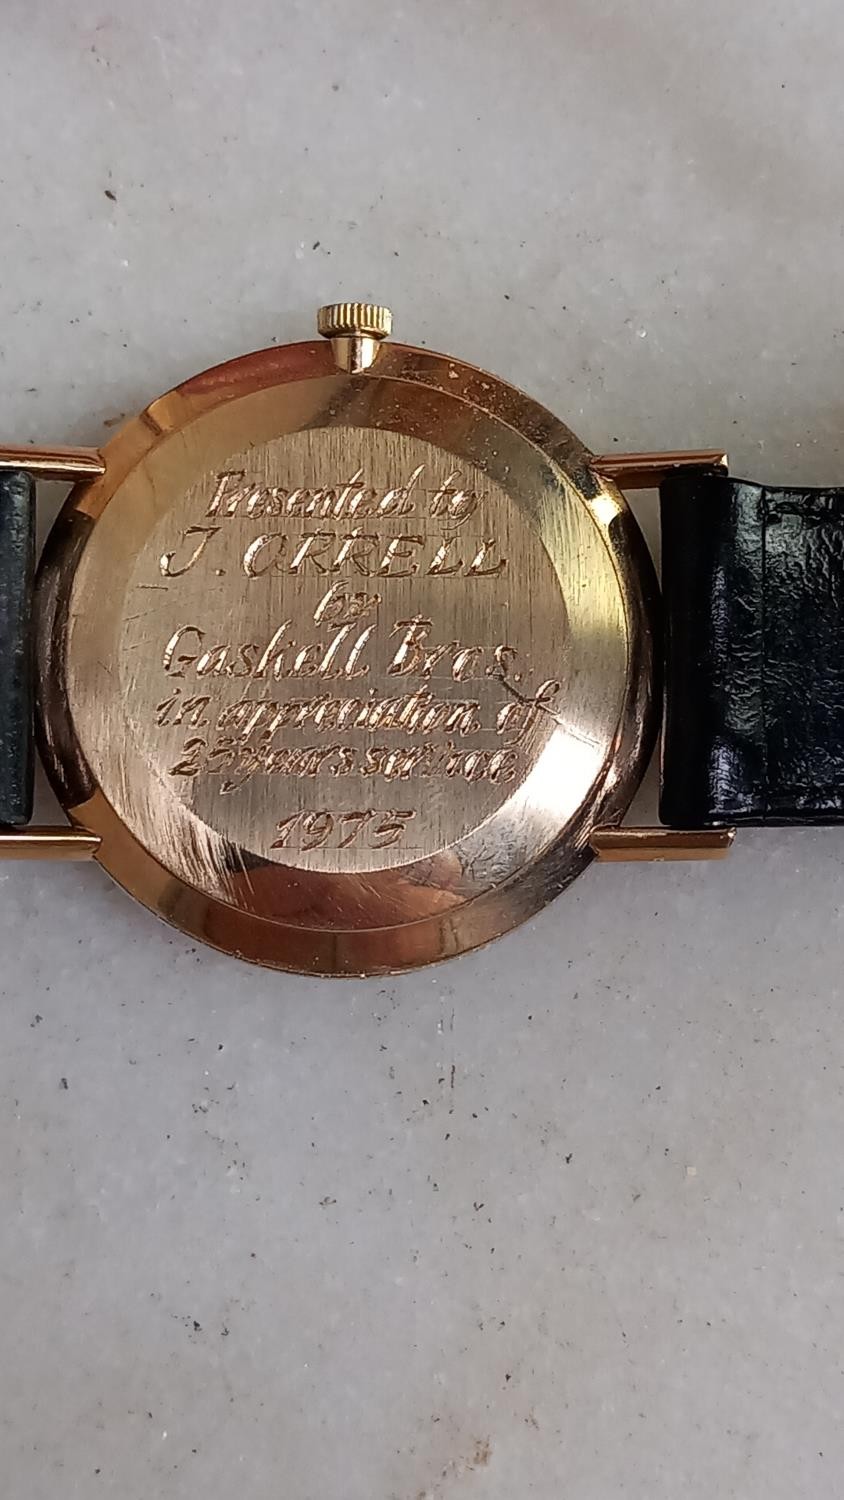 Presented to
J. ORRELL
by
Gaskell Bros.
in appreciation of
25 years service
1975